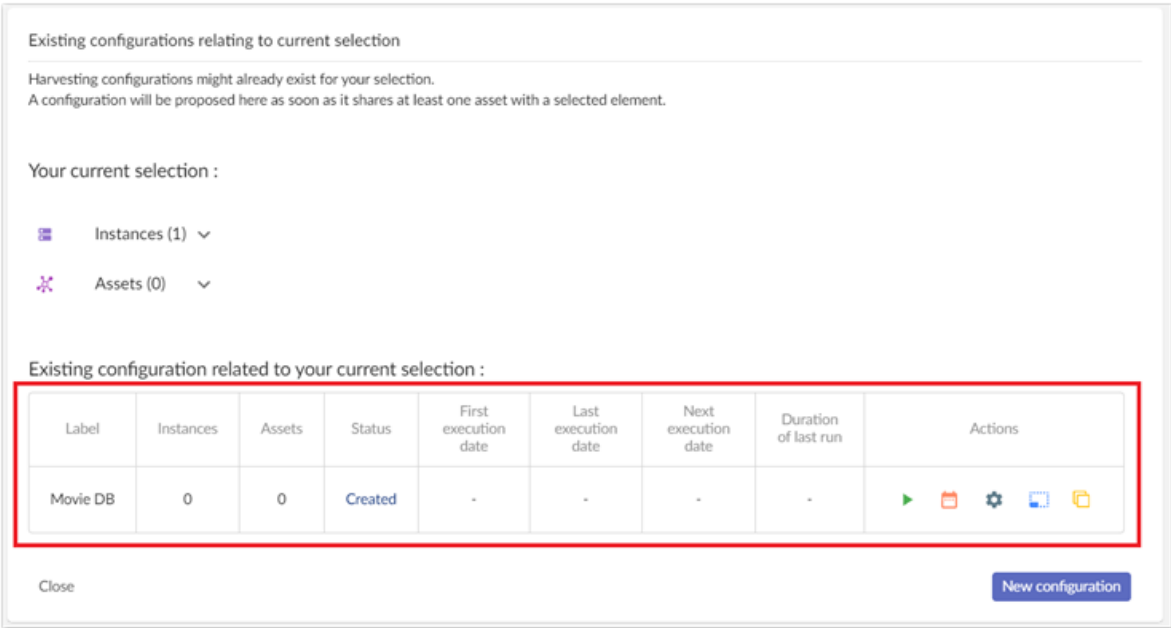 Existing configurations relating to current selection
Harvesting configurations might already exist for your selection.
A configuration will be proposed here as soon as it shares at least one asset with a selected element.
Your current selection :
Instances (1)
Assets (0)
Existing configuration related to your current selection :
Label Instances Assets Status First execution date Last execution date Next execution date Duration of last run Actions
Movie DB 0 0 Created - - - -
Close New configuration